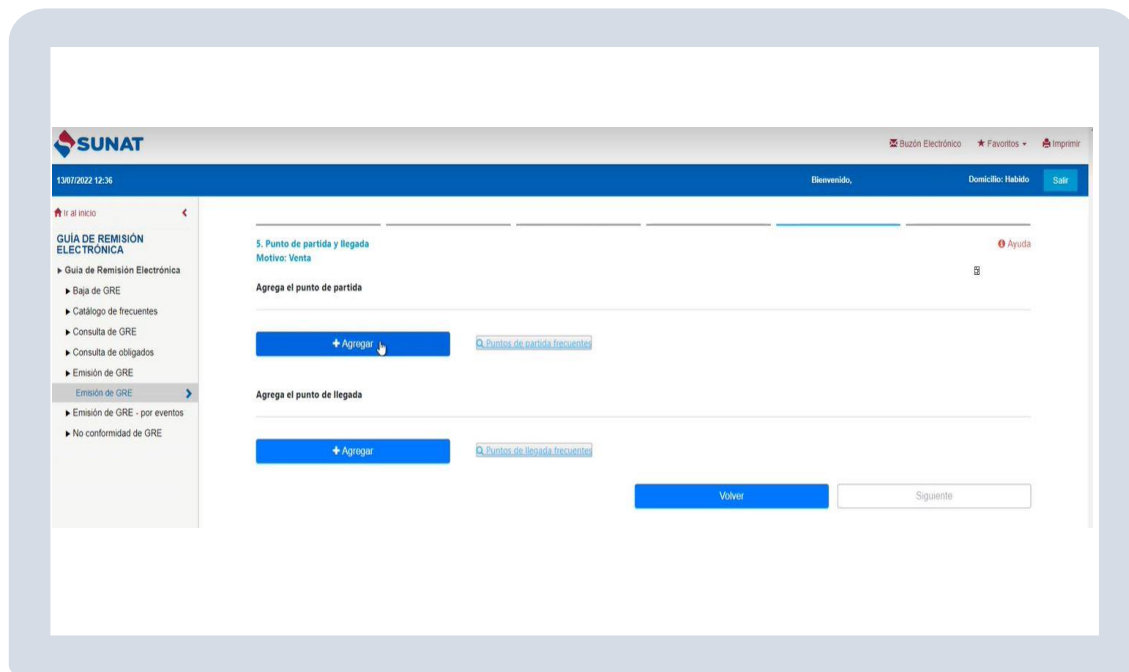 SUNAT
Buzón Electrónico Favoritos Imprimir
13/07/2022 12:36 Bienvenido, Domicilio: Habido Salir
Ir al inicio
GUÍA DE REMISIÓN
ELECTRÓNICA
Guia de Remisión Electrónica
Baja de GRE
Catálogo de frecuentes
Consulta de GRE
Consulta de obligados
Emisión de GRE
Emisión de GRE
Emisión de GRE - por eventos
No conformidad de GRE
5. Punto de partida y llegada
Motivo: Venta
Ayuda
Agrega el punto de partida
+ Agregar Puntos de partida frecuentes
Agrega el punto de llegada
+ Agregar Puntos de llegada frecuentes
Volver Siguiente